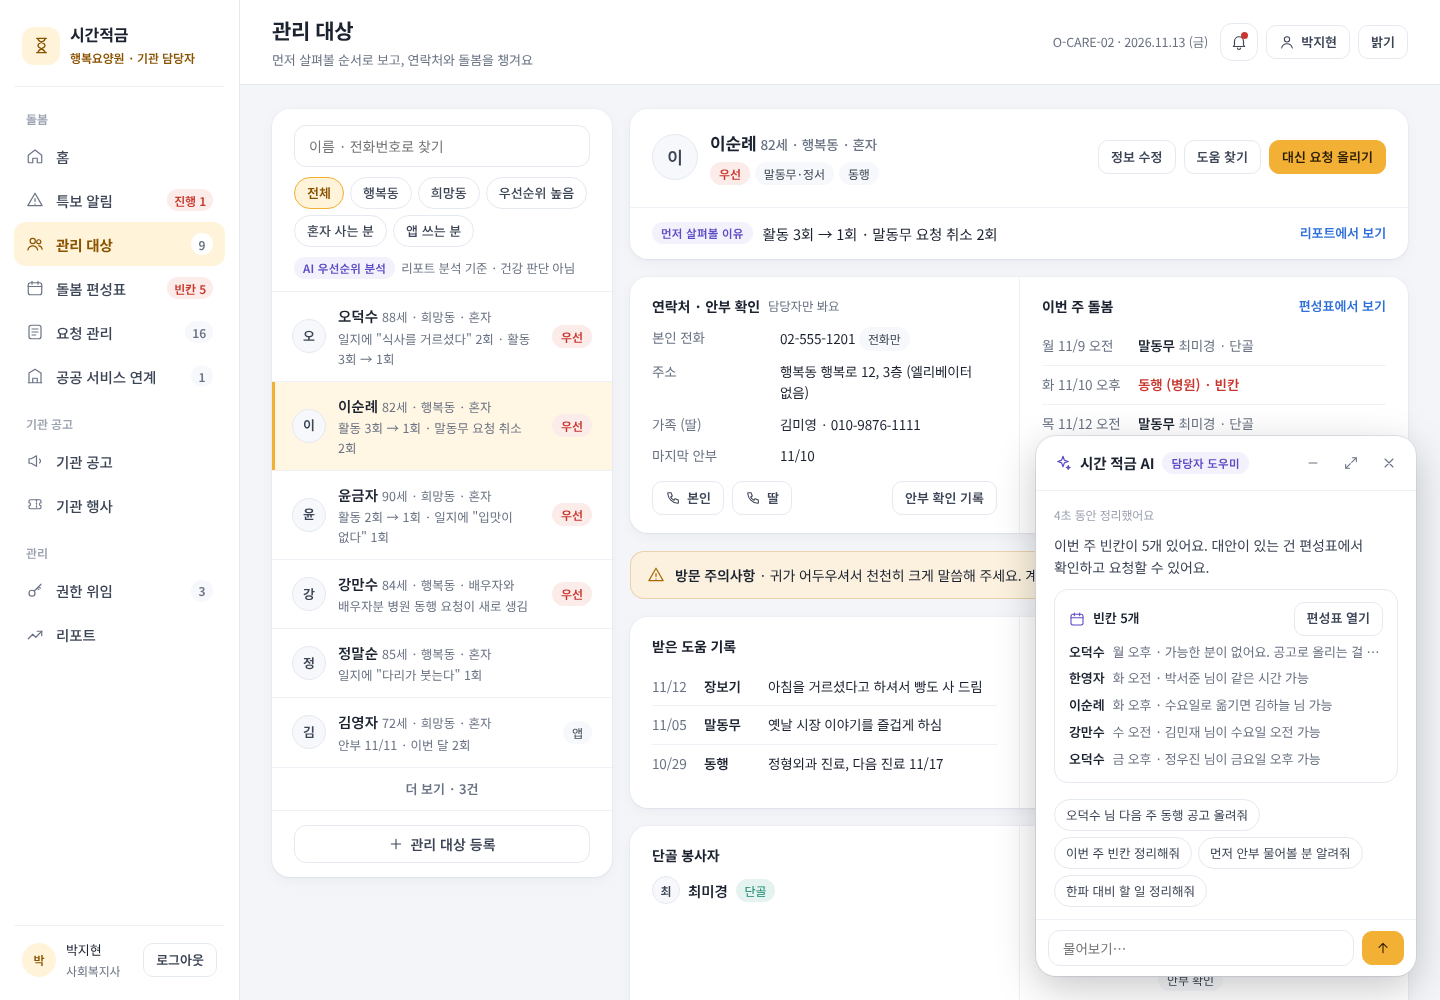 시간적금
행복요양원 · 기관 담당자
돌봄
홈
특보 알림 진행 1
관리 대상 9
돌봄 편성표 빈칸 5
요청 관리 16
공공 서비스 연계 1
기관 공고
기관 공고
기관 행사
관리
권한 위임 3
리포트
박 박지현
사회복지사
로그아웃
관리 대상
먼저 살펴볼 순서로 보고, 연락처와 돌봄을 챙겨요
O-CARE-02 · 2026.11.13 (금)
박지현
밝기
이름 · 전화번호로 찾기
전체 행복동 희망동 우선순위 높음
혼자 사는 분 앱 쓰는 분
AI 우선순위 분석 리포트 분석 기준 · 건강 판단 아님
오 오덕수 88세 · 희망동 · 혼자
일지에 "식사를 거르셨다" 2회 · 활동
3회 → 1회
우선
이 이순례 82세 · 행복동 · 혼자
활동 3회 → 1회 · 말동무 요청 취소
2회
우선
윤 윤금자 90세 · 희망동 · 혼자
활동 2회 → 1회 · 일지에 "입맛이
없다" 1회
우선
강 강만수 84세 · 행복동 · 배우자와
배우자분 병원 동행 요청이 새로 생김
우선
정 정말순 85세 · 행복동 · 혼자
일지에 "다리가 붓는다" 1회
김 김영자 72세 · 희망동 · 혼자
안부 11/11 · 이번 달 2회
앱
더 보기 · 3건
관리 대상 등록
이 이순례 82세 · 행복동 · 혼자
우선 말동무·정서 동행
정보 수정 도움 찾기 대신 요청 올리기
먼저 살펴볼 이유 활동 3회 → 1회 · 말동무 요청 취소 2회
리포트에서 보기
연락처 · 안부 확인 담당자만 봐요
본인 전화 02-555-1201 전화만
주소 행복동 행복로 12, 3층 (엘리베이터
없음)
가족 (딸) 김미영 · 010-9876-1111
마지막 안부 11/10
본인 딸 안부 확인 기록
이번 주 돌봄 편성표에서 보기
월 11/9 오전 말동무 최미경 · 단골
화 11/10 오후 동행 (병원) · 빈칸
목 11/12 오전 말동무 최미경 · 단골
방문 주의사항 · 귀가 어두우셔서 천천히 크게 말씀해 주세요. 계
받은 도움 기록
11/12 장보기 아침을 거르셨다고 하셔서 빵도 사 드림
11/05 말동무 옛날 시장 이야기를 즐겁게 하심
10/29 동행 정형외과 진료, 다음 진료 11/17
단골 봉사자
최 최미경 단골
시간 적금 AI 담당자 도우미
4초 동안 정리했어요
이번 주 빈칸이 5개 있어요. 대안이 있는 건 편성표에서
확인하고 요청할 수 있어요.
빈칸 5개 편성표 열기
오덕수 월 오후 · 가능한 분이 없어요. 공고로 올리는 걸 …
한영자 화 오전 · 박서준 님이 같은 시간 가능
이순례 화 오후 · 수요일로 옮기면 김하늘 님 가능
강만수 수 오전 · 김민재 님이 수요일 오전 가능
오덕수 금 오후 · 정우진 님이 금요일 오후 가능
오덕수 님 다음 주 동행 공고 올려줘
이번 주 빈칸 정리해줘 먼저 안부 물어볼 분 알려줘
한파 대비 할 일 정리해줘
물어보기…
안부 확인